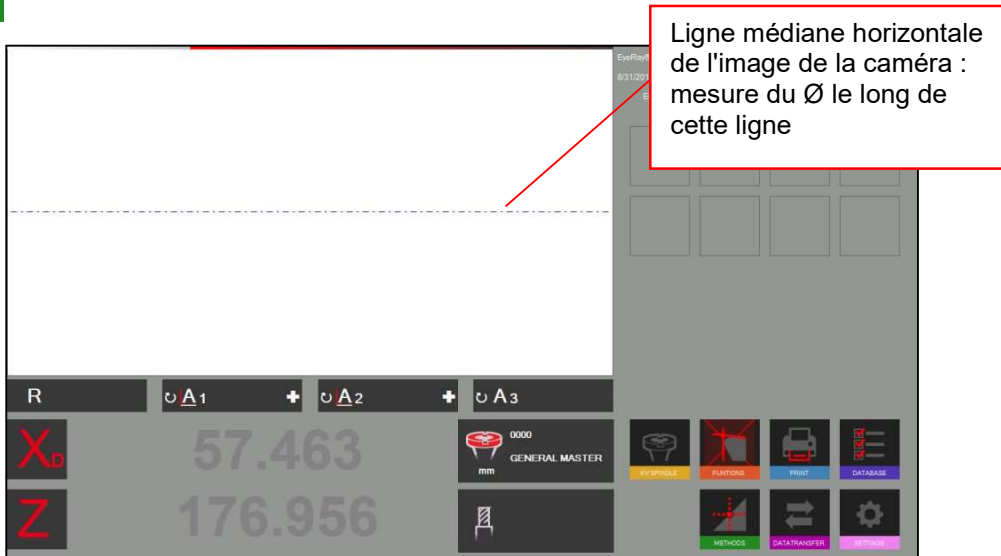 Ligne médiane horizontale
de l'image de la caméra :
mesure du Ø le long de
cette ligne
R
A1
A2
A3
XD
57.463
0000
GENERAL MASTER
mm
Z
176.956
KV SPINDLE
FUNTIONS
PRINT
DATABASE
METHODS
DATATRANSFER
SETTINGS